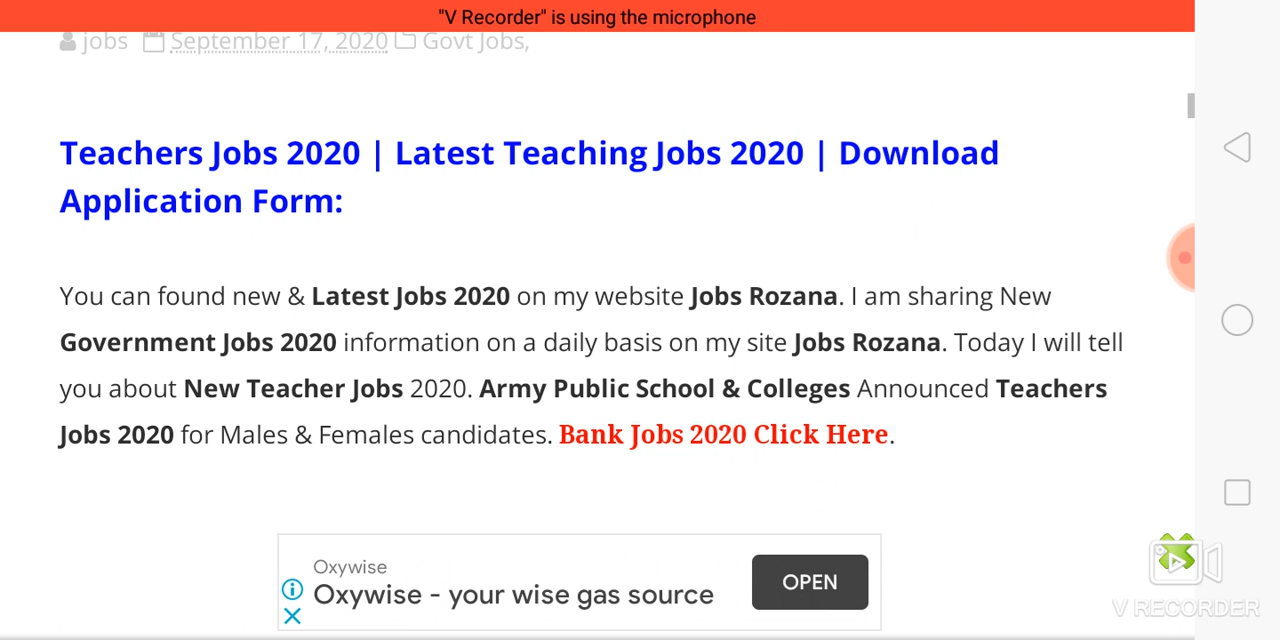 "V Recorder" is using the microphone
jobs September 17, 2020 Govt Jobs,
Teachers Jobs 2020 | Latest Teaching Jobs 2020 | Download
Application Form:
You can found new & Latest Jobs 2020 on my website Jobs Rozana. I am sharing New
Government Jobs 2020 information on a daily basis on my site Jobs Rozana. Today I will tell
you about New Teacher Jobs 2020. Army Public School & Colleges Announced Teachers
Jobs 2020 for Males & Females candidates. Bank Jobs 2020 Click Here.
Oxywise
Oxywise - your wise gas source
OPEN
V RECORDER